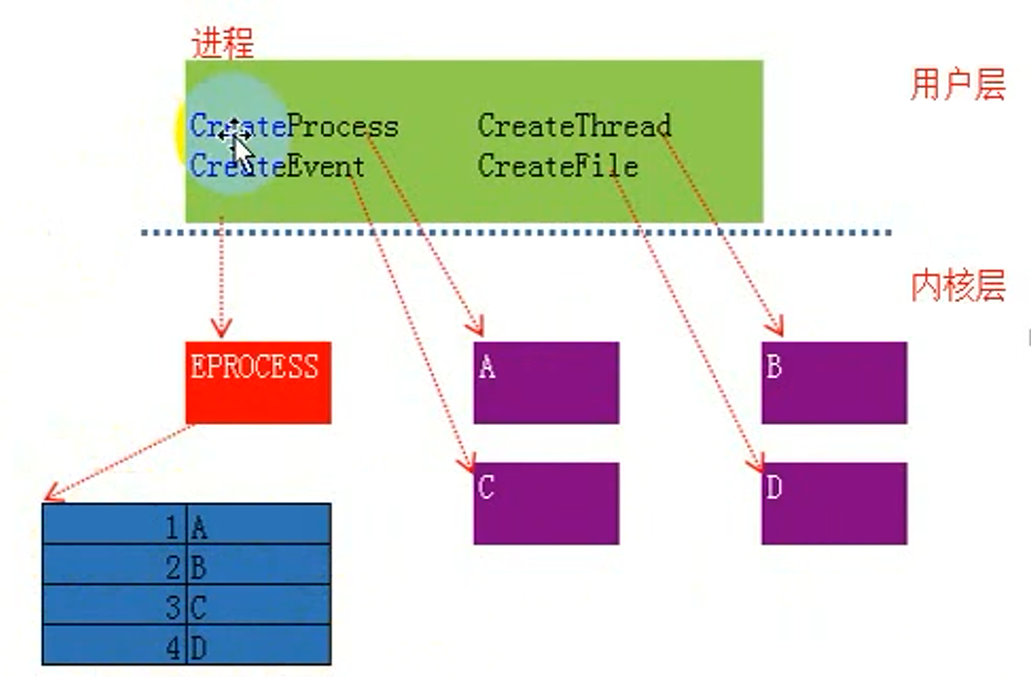 进程
用户层
CreateProcess CreateThread
CreateEvent CreateFile
内核层
EPROCESS
A
B
C
D
1 A
2 B
3 C
4 D